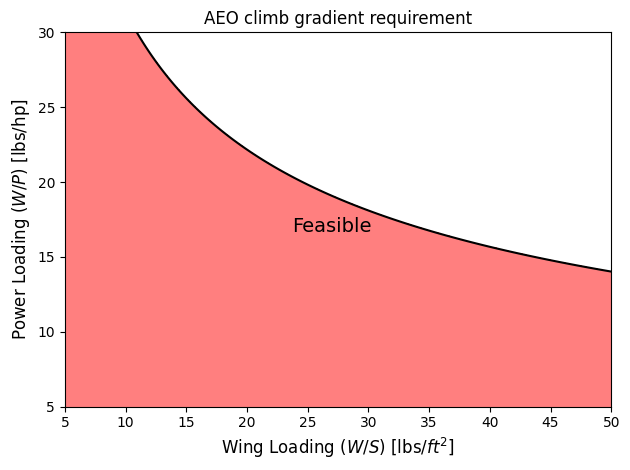 AEO climb gradient requirement
30
25
20
15
10
5
Power Loading (W/P) [lbs/hp]
Feasible
5 10 15 20 25 30 35 40 45 50
Wing Loading (W/S) [lbs/ft²]